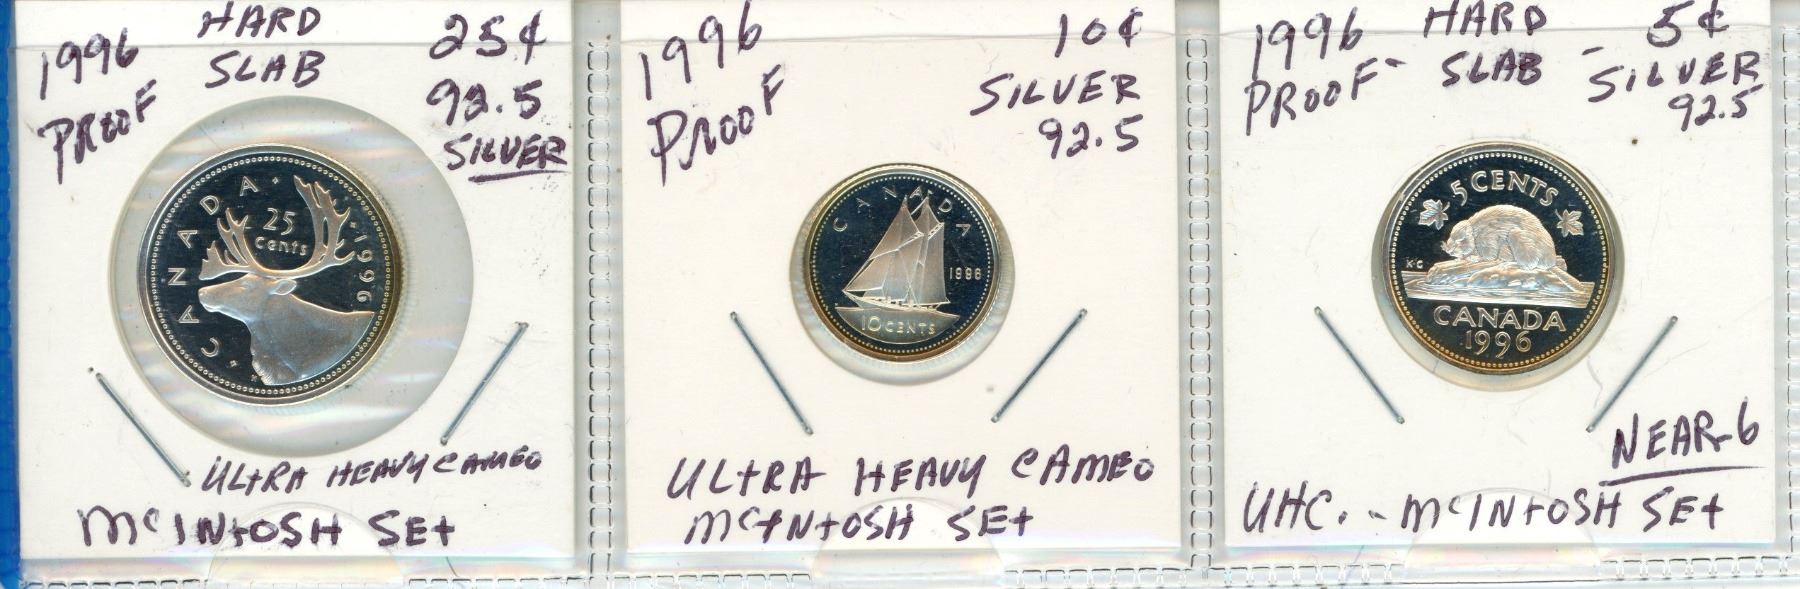 1996
PROOF
HARD
SLAB
25¢
92.5
SILVER
CANADA
25
cents
1996
ULTRA HEAVY CAMEO
MCINTOSH SET
1996
PROOF
10¢
SILVER
92.5
CANADA
1996
10 CENTS
ULTRA HEAVY CAMEO
MCINTOSH SET
1996
PROOF -
HARD
SLAB -
5¢
SILVER
92.5
5 CENTS
KG
CANADA
1996
NEAR-6
UHC. - MCINTOSH SET